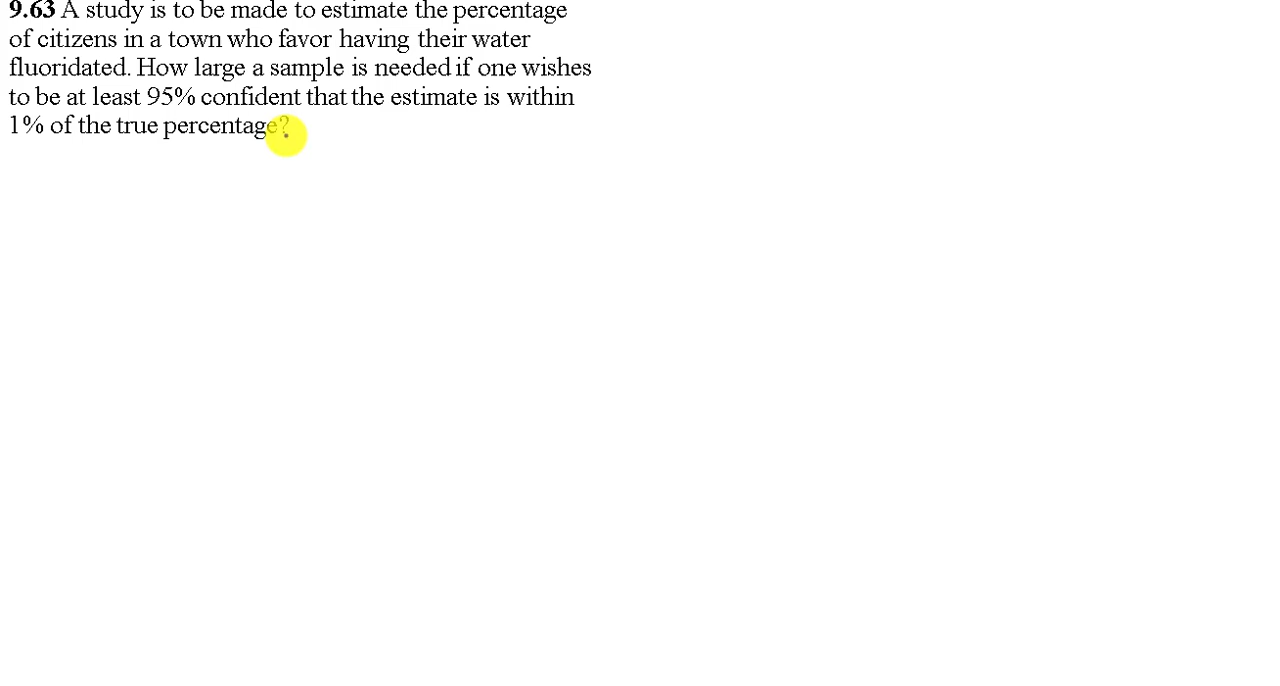 9.63 A study is to be made to estimate the percentage
of citizens in a town who favor having their water
fluoridated. How large a sample is needed if one wishes
to be at least 95% confident that the estimate is within
1% of the true percentage?